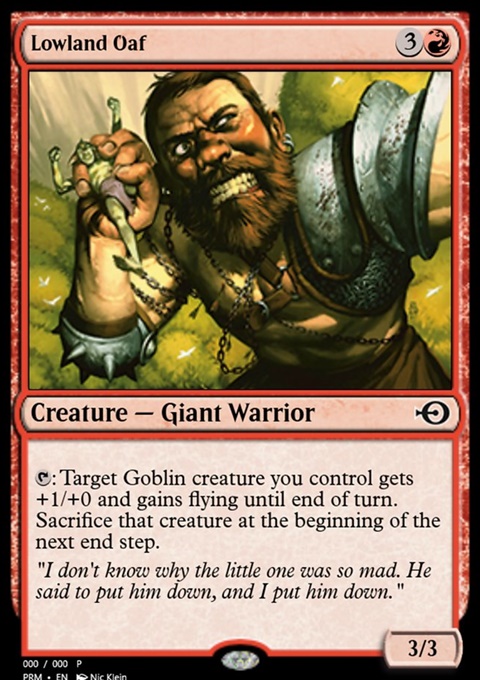 Lowland Oaf 3
Creature — Giant Warrior
: Target Goblin creature you control gets
+1/+0 and gains flying until end of turn.
Sacrifice that creature at the beginning of the
next end step.
"I don't know why the little one was so mad. He
said to put him down, and I put him down."
3/3
000 / 000 P
PRM • EN Nic Klein